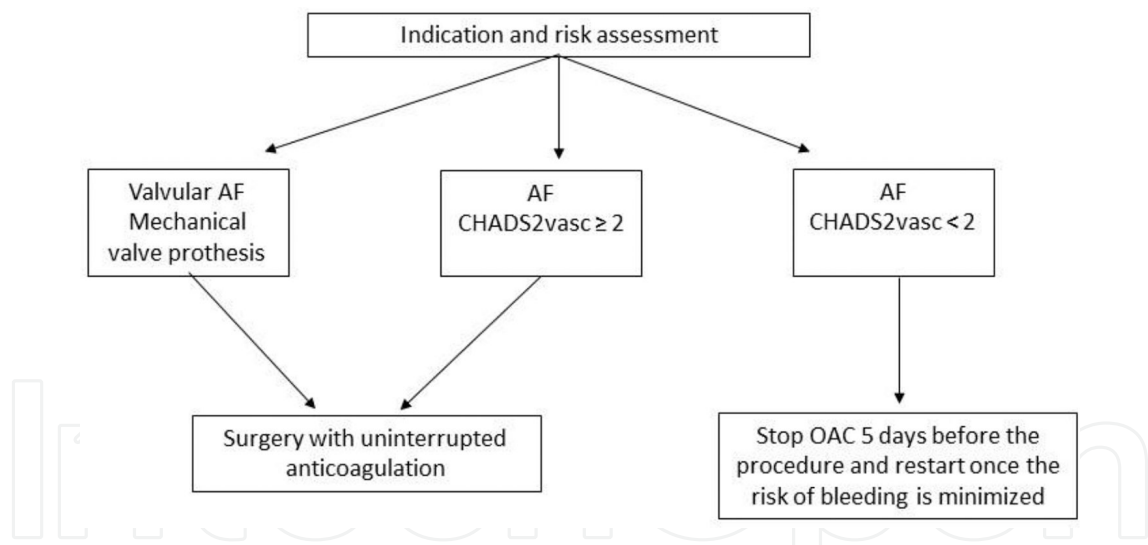 Indication and risk assessment
Valvular AF
Mechanical
valve prothesis
AF
CHADS2vasc ≥ 2
AF
CHADS2vasc < 2
Surgery with uninterrupted
anticoagulation
Stop OAC 5 days before the
procedure and restart once the
risk of bleeding is minimized
IntechOpen